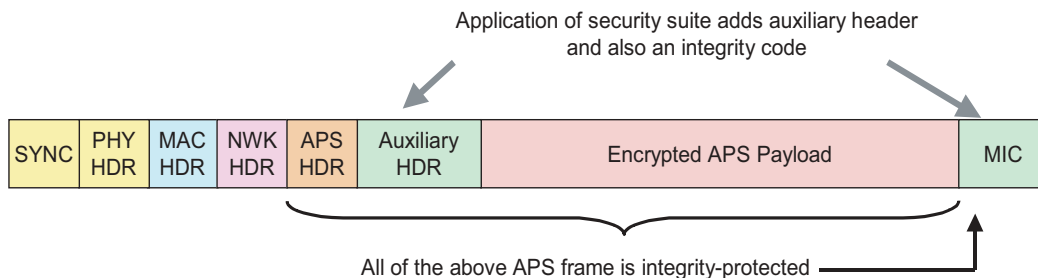 Application of security suite adds auxiliary header
and also an integrity code
SYNC
PHY
HDR
MAC
HDR
NWK
HDR
APS
HDR
Auxiliary
HDR
Encrypted APS Payload
MIC
All of the above APS frame is integrity-protected